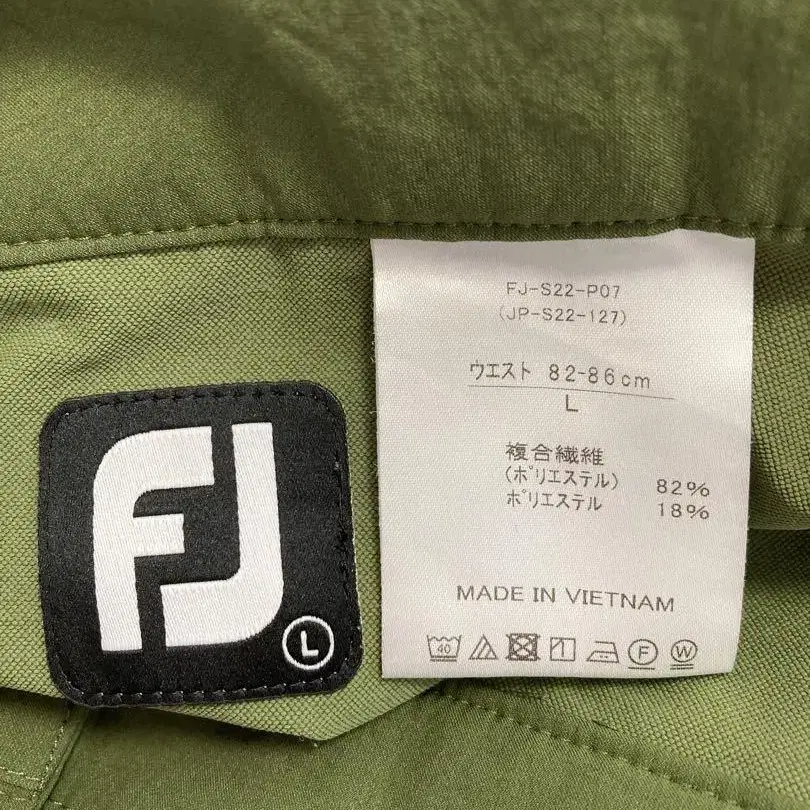 FJ-S22-P07
(JP-S22-127)
ウエスト 82-86cm
L
複合繊維
(ﾎﾟﾘエステル) 82%
ポリエステル 18%
MADE IN VIETNAM
40 F W
FJ
L